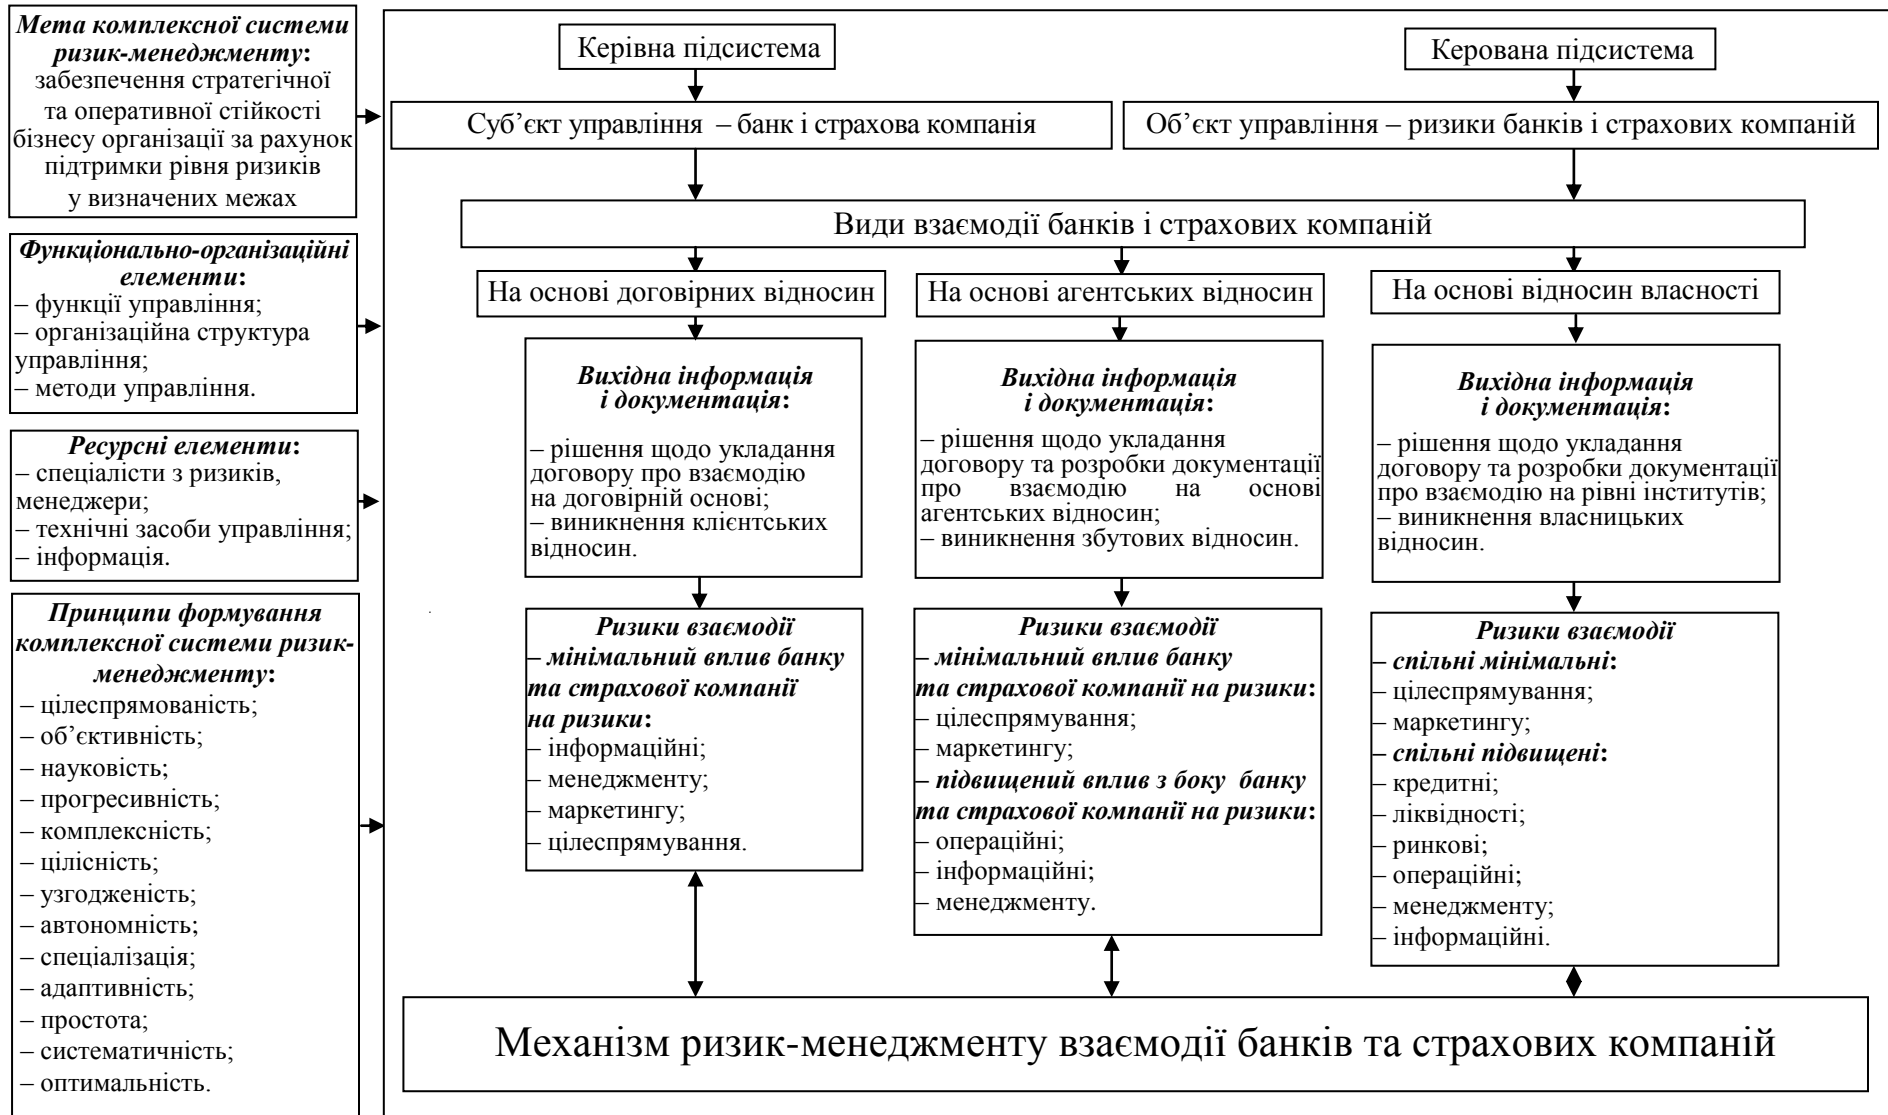 Мета комплексної системи
ризик-менеджменту:
забезпечення стратегічної
та оперативної стійкості
бізнесу організації за рахунок
підтримки рівня ризиків
у визначених межах
Функціонально-організаційні
елементи:
– функції управління;
– організаційна структура
управління;
– методи управління.
Ресурсні елементи:
– спеціалісти з ризиків,
менеджери;
– технічні засоби управління;
– інформація.
Принципи формування
комплексної системи ризик-
менеджменту:
– цілеспрямованість;
– об’єктивність;
– науковість;
– прогресивність;
– комплексність;
– цілісність;
– узгодженість;
– автономність;
– спеціалізація;
– адаптивність;
– простота;
– систематичність;
– оптимальність.
Керівна підсистема
Керована підсистема
Суб’єкт управління – банк і страхова компанія
Об’єкт управління – ризики банків і страхових компаній
Види взаємодії банків і страхових компаній
На основі договірних відносин
На основі агентських відносин
На основі відносин власності
Вихідна інформація
і документація:
– рішення щодо укладання
договору про взаємодію
на договірній основі;
– виникнення клієнтських
відносин.
Вихідна інформація
і документація:
– рішення щодо укладання
договору та розробки документації
про взаємодію на основі
агентських відносин;
– виникнення збутових відносин.
Вихідна інформація
і документація:
– рішення щодо укладання
договору та розробки документації
про взаємодію на рівні інститутів;
– виникнення власницьких
відносин.
Ризики взаємодії
– мінімальний вплив банку
та страхової компанії
на ризики:
– інформаційні;
– менеджменту;
– маркетингу;
– цілеспрямування.
Ризики взаємодії
– мінімальний вплив банку
та страхової компанії на ризики:
– цілеспрямування;
– маркетингу;
– підвищений вплив з боку банку
та страхової компанії на ризики:
– операційні;
– інформаційні;
– менеджменту.
Ризики взаємодії
– спільні мінімальні:
– цілеспрямування;
– маркетингу;
– спільні підвищені:
– кредитні;
– ліквідності;
– ринкові;
– операційні;
– менеджменту;
– інформаційні.
Механізм ризик-менеджменту взаємодії банків та страхових компаній